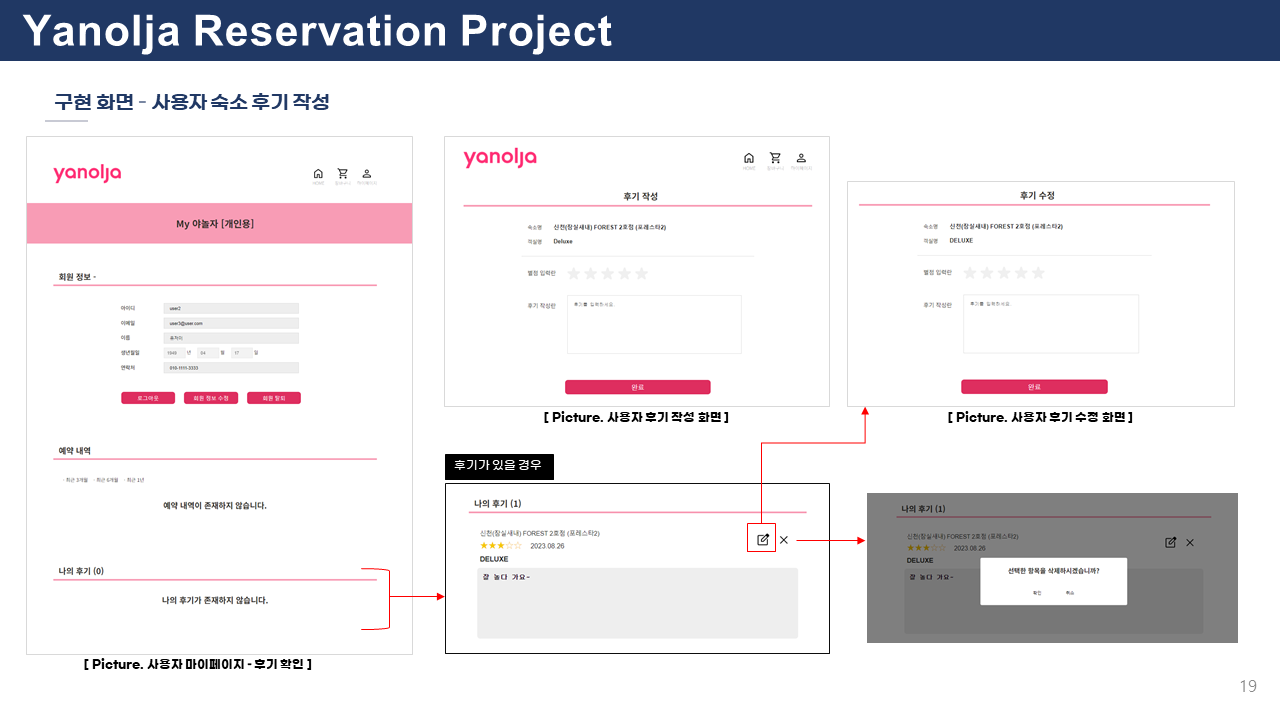 Yanolja Reservation Project
구현 화면 - 사용자 숙소 후기 작성
yanolja
HOME 장바구니 마이페이지
My 야놀자 [개인용]
회원 정보 -
아이디 user2
이메일 user3@user.com
이름
생년월일 1949 년 04 월 17 일
연락처 010-1111-3333
로그아웃 회원 정보 수정 회원 탈퇴
예약 내역
· 최근 3개월 · 최근 6개월 · 최근 1년
예약 내역이 존재하지 않습니다.
나의 후기 (0)
나의 후기가 존재하지 않습니다.
[ Picture. 사용자 마이페이지 - 후기 확인 ]
yanolja
HOME 장바구니 마이페이지
후기 작성
숙소명 신천(잠실새내) FOREST 2호점 (포레스타2)
객실명 Deluxe
별점 입력란
후기 작성란 후기를 입력하세요.
완료
[ Picture. 사용자 후기 작성 화면 ]
후기 수정
숙소명 신천(잠실새내) FOREST 2호점 (포레스타2)
객실명 DELUXE
별점 입력란
후기 작성란 후기를 입력하세요.
완료
[ Picture. 사용자 후기 수정 화면 ]
후기가 있을 경우
나의 후기 (1)
신천(잠실새내) FOREST 2호점 (포레스타2)
★★★☆☆ 2023.08.26
DELUXE
잘 놀다 가요~
나의 후기 (1)
신천(잠실새내) FOREST 2호점 (포레스타2)
★★★☆☆ 2023.08.26
DELUXE
잘 놀다 가요~
선택한 항목을 삭제하시겠습니까?
확인 취소
19